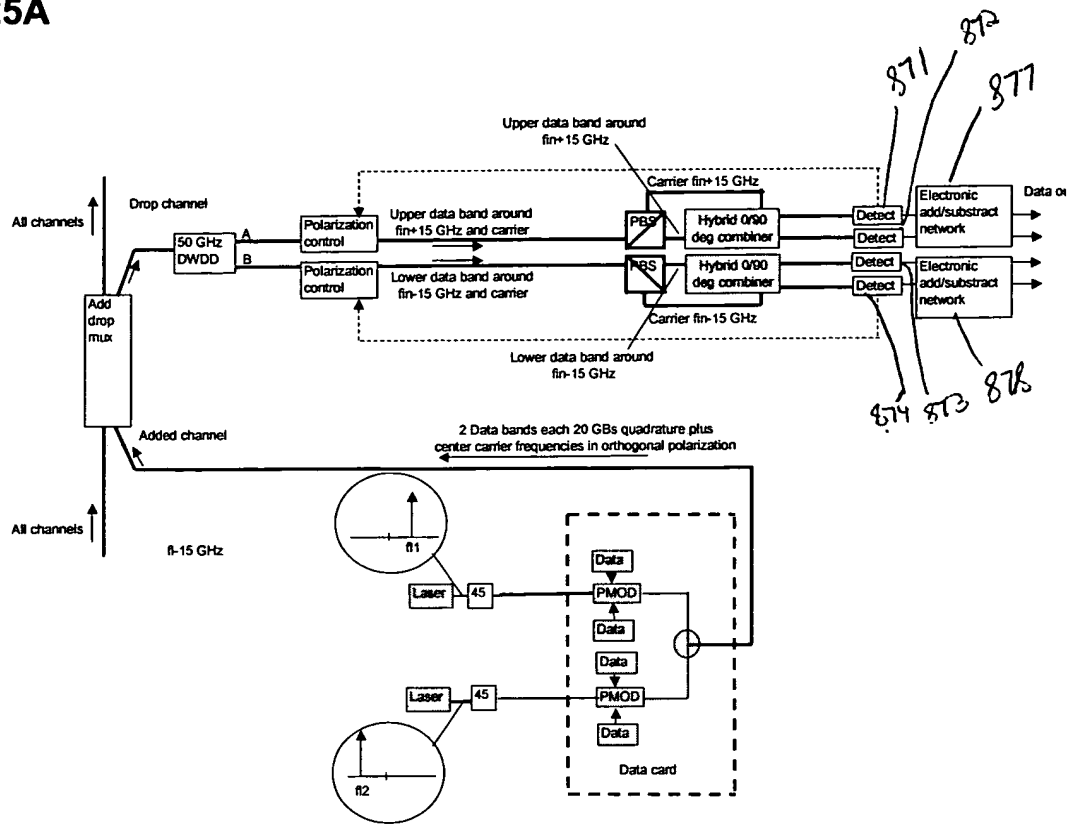 5A
872
871
877
Upper data band around
fin+15 GHz
Carrier fin+15 GHz
Electronic
add/substract
network
Data ou
All channels
Drop channel
Polarization
control
Upper data band around
fin+15 GHz and carrier
PBS
Hybrid 0/90
deg combiner
Detect
Detect
50 GHz
DWDD
A
B
Polarization
control
Lower data band around
fin-15 GHz and carrier
PBS
Hybrid 0/90
deg combiner
Detect
Detect
Electronic
add/substract
network
Carrier fin-15 GHz
Add
drop
mux
Lower data band around
fin-15 GHz
874
873
878
Added channel
2 Data bands each 20 GBs quadrature plus
center carrier frequencies in orthogonal polarization
All channels
fl-15 GHz
fl1
Laser
45
Data
PMOD
Data
Data
Laser
45
PMOD
Data
fl2
Data card